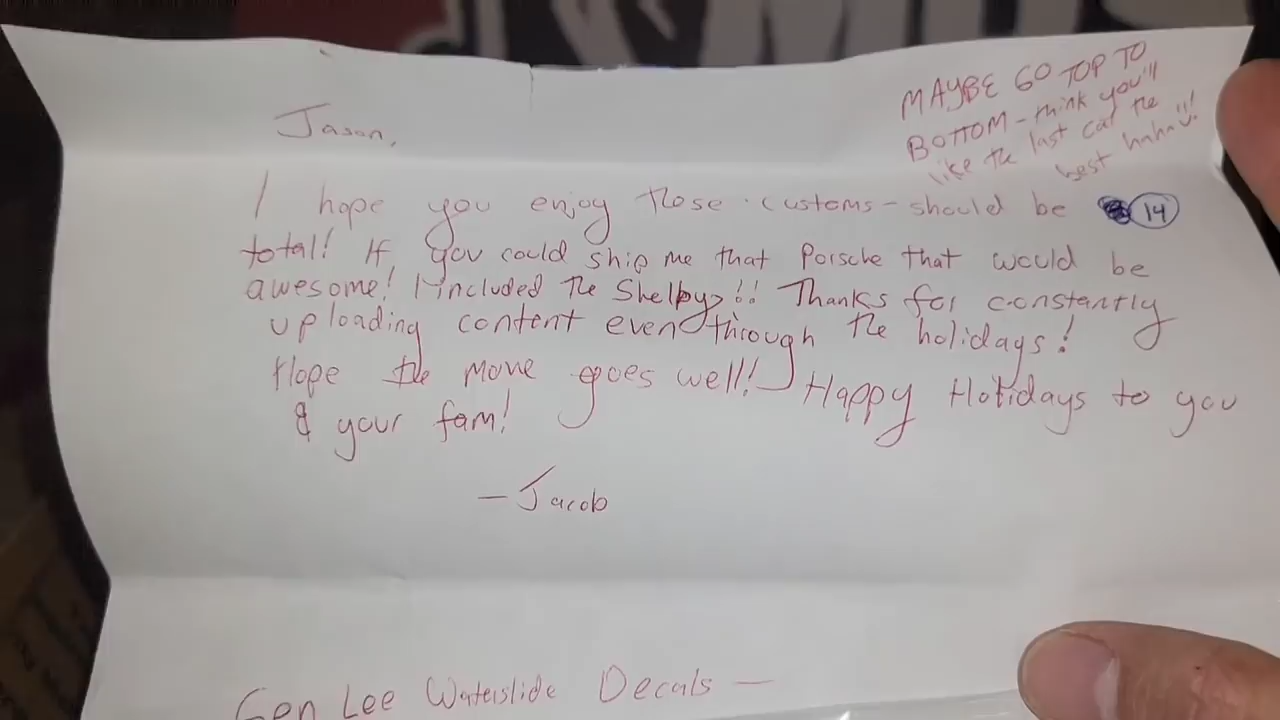 MAYBE GO TOP TO
BOTTOM - think you'll
like the last car the
best haha!!!
Jason,
I hope you enjoy those customs - should be 14
total! If you could ship me that Porsche that would be
awesome! I included the Shelby!! Thanks for constantly
uploading content even through the holidays!
Hope the move goes well! Happy Holidays to you
& your fam!
- Jacob
Gen Lee Waterslide Decals -